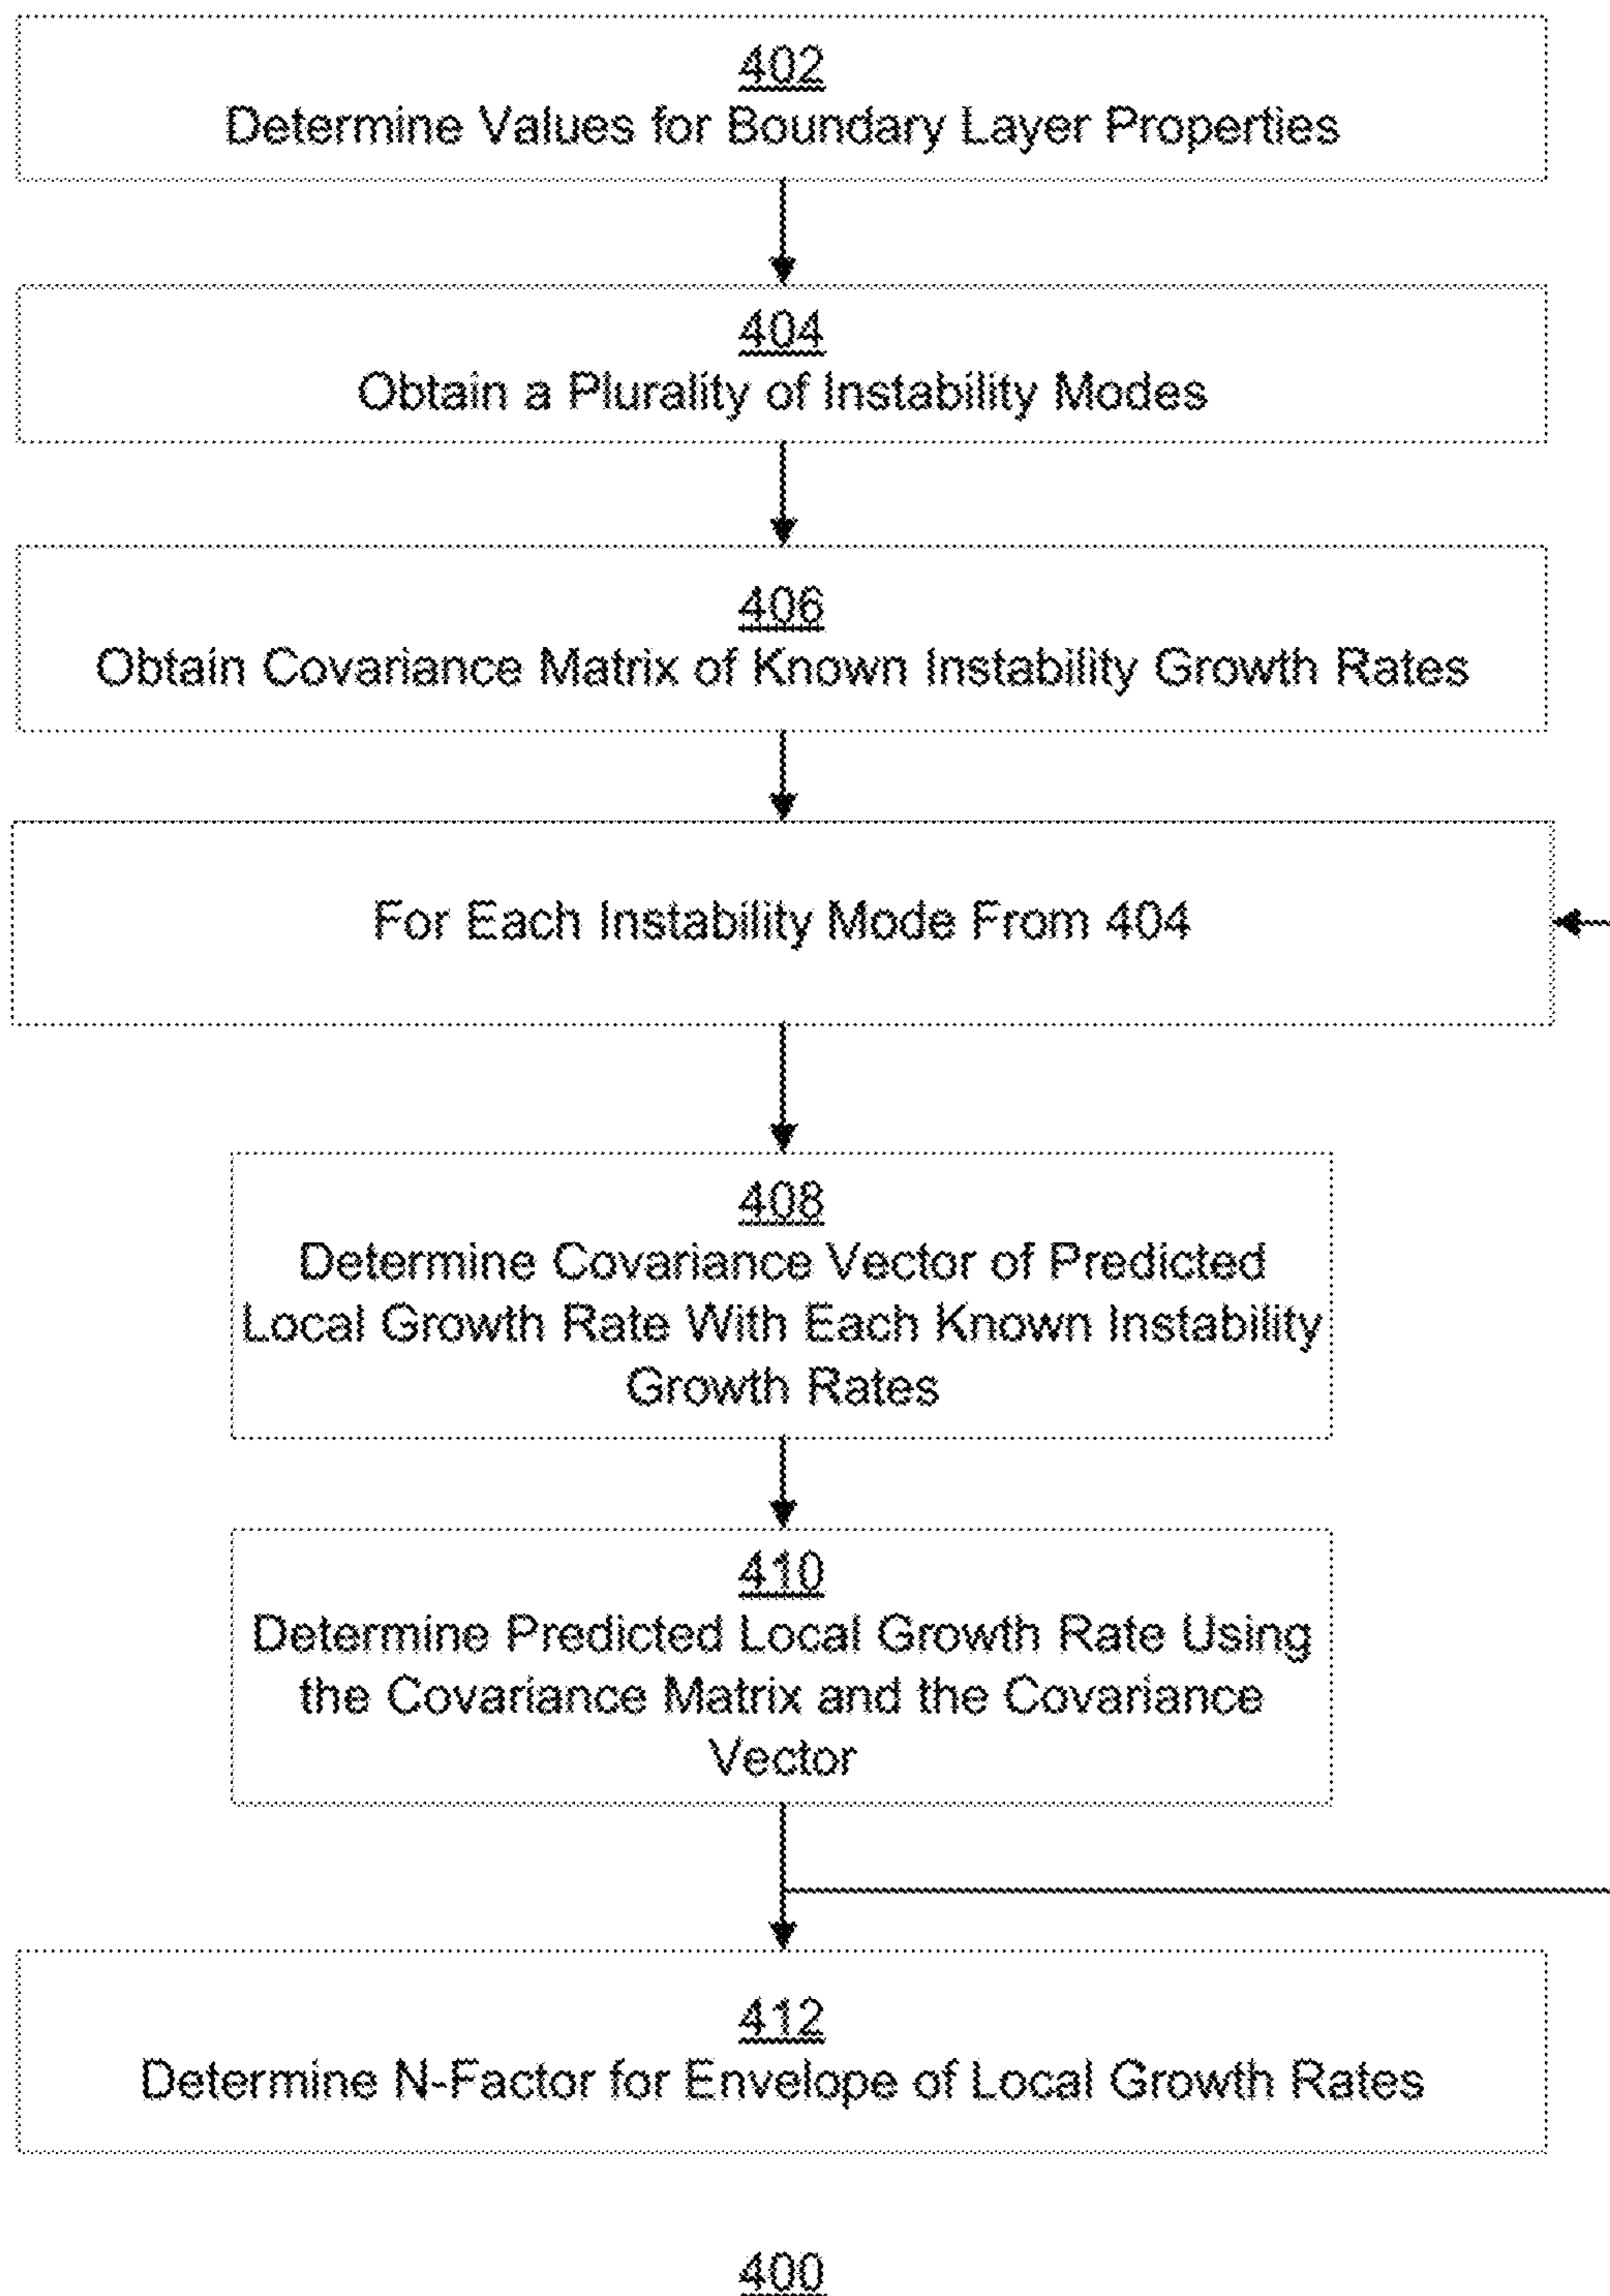 402
Determine Values for Boundary Layer Properties
404
Obtain a Plurality of Instability Modes
406
Obtain Covariance Matrix of Known Instability Growth Rates
For Each Instability Mode From 404
408
Determine Covariance Vector of Predicted
Local Growth Rate With Each Known Instability
Growth Rates
410
Determine Predicted Local Growth Rate Using
the Covariance Matrix and the Covariance
Vector
412
Determine N-Factor for Envelope of Local Growth Rates
400